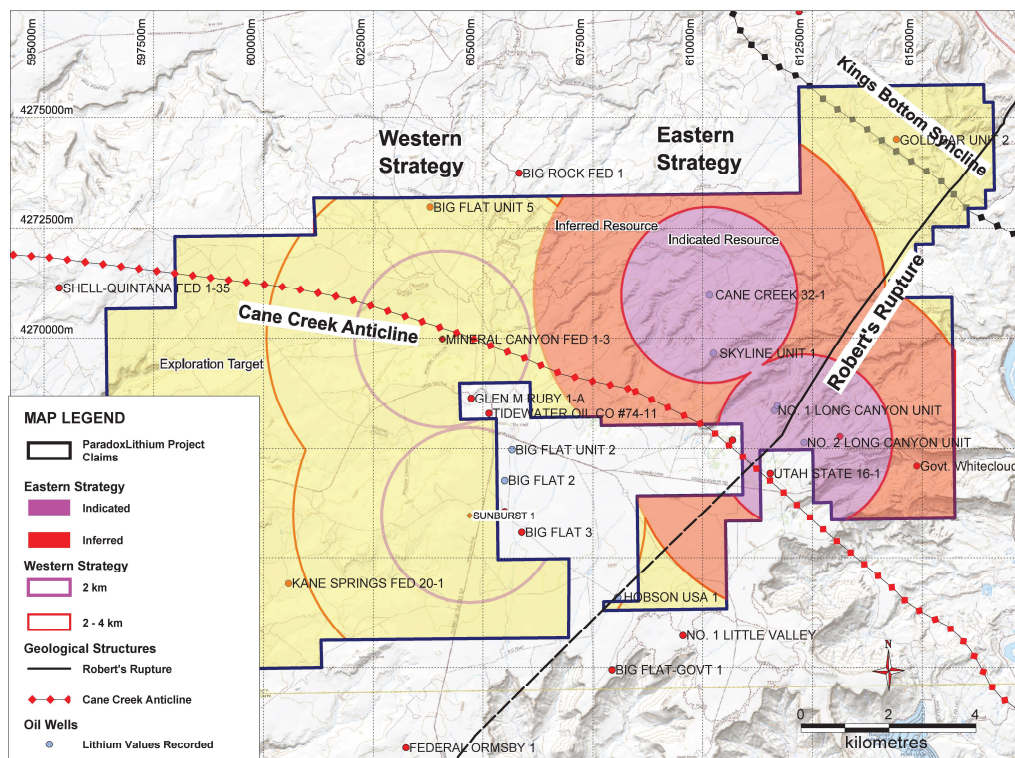 595000m
597500m
602500m
605000m
607500m
610000m
612500m
615000m
4275000m
4272500m
4270000m
Kings Bottom Syncline
GOLD BAR UNIT 2
Western
Strategy
Eastern
Strategy
BIG ROCK FED 1
BIG FLAT UNIT 5
Inferred Resource
Indicated Resource
SHELL-QUINTANA FED 1-35
CANE CREEK 32-1
Cane Creek Anticline
MINERAL CANYON FED 1-3
SKYLINE UNIT 1
Robert's Rupture
Exploration Target
GLEN M RUBY 1-A
TIDEWATER OIL CO #74-11
NO. 1 LONG CANYON UNIT
NO. 2 LONG CANYON UNIT
BIG FLAT UNIT 2
UTAH STATE 16-1
Govt. Whitecloud
BIG FLAT 2
SUNBURST 1
BIG FLAT 3
KANE SPRINGS FED 20-1
HOBSON USA 1
NO. 1 LITTLE VALLEY
BIG FLAT-GOVT 1
FEDERAL ORMSBY 1
MAP LEGEND
ParadoxLithium Project
Claims
Eastern Strategy
Indicated
Inferred
Western Strategy
2 km
2 - 4 km
Geological Structures
Robert's Rupture
Cane Creek Anticline
Oil Wells
Lithium Values Recorded
N
0 2 4
kilometres